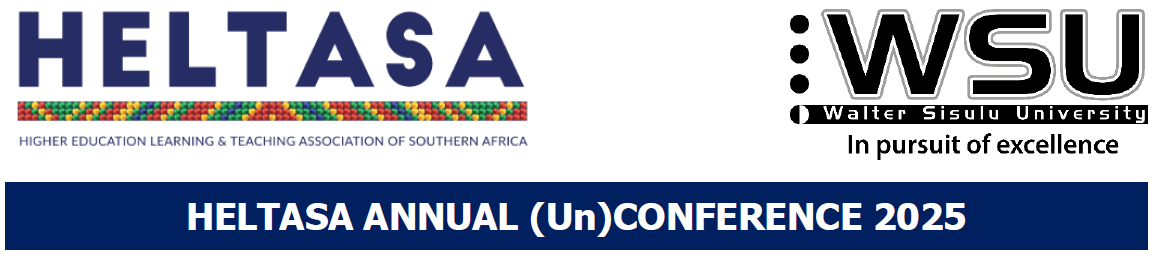 HELTASA
HIGHER EDUCATION LEARNING & TEACHING ASSOCIATION OF SOUTHERN AFRICA
WSU
Walter Sisulu University
In pursuit of excellence
HELTASA ANNUAL (Un)CONFERENCE 2025